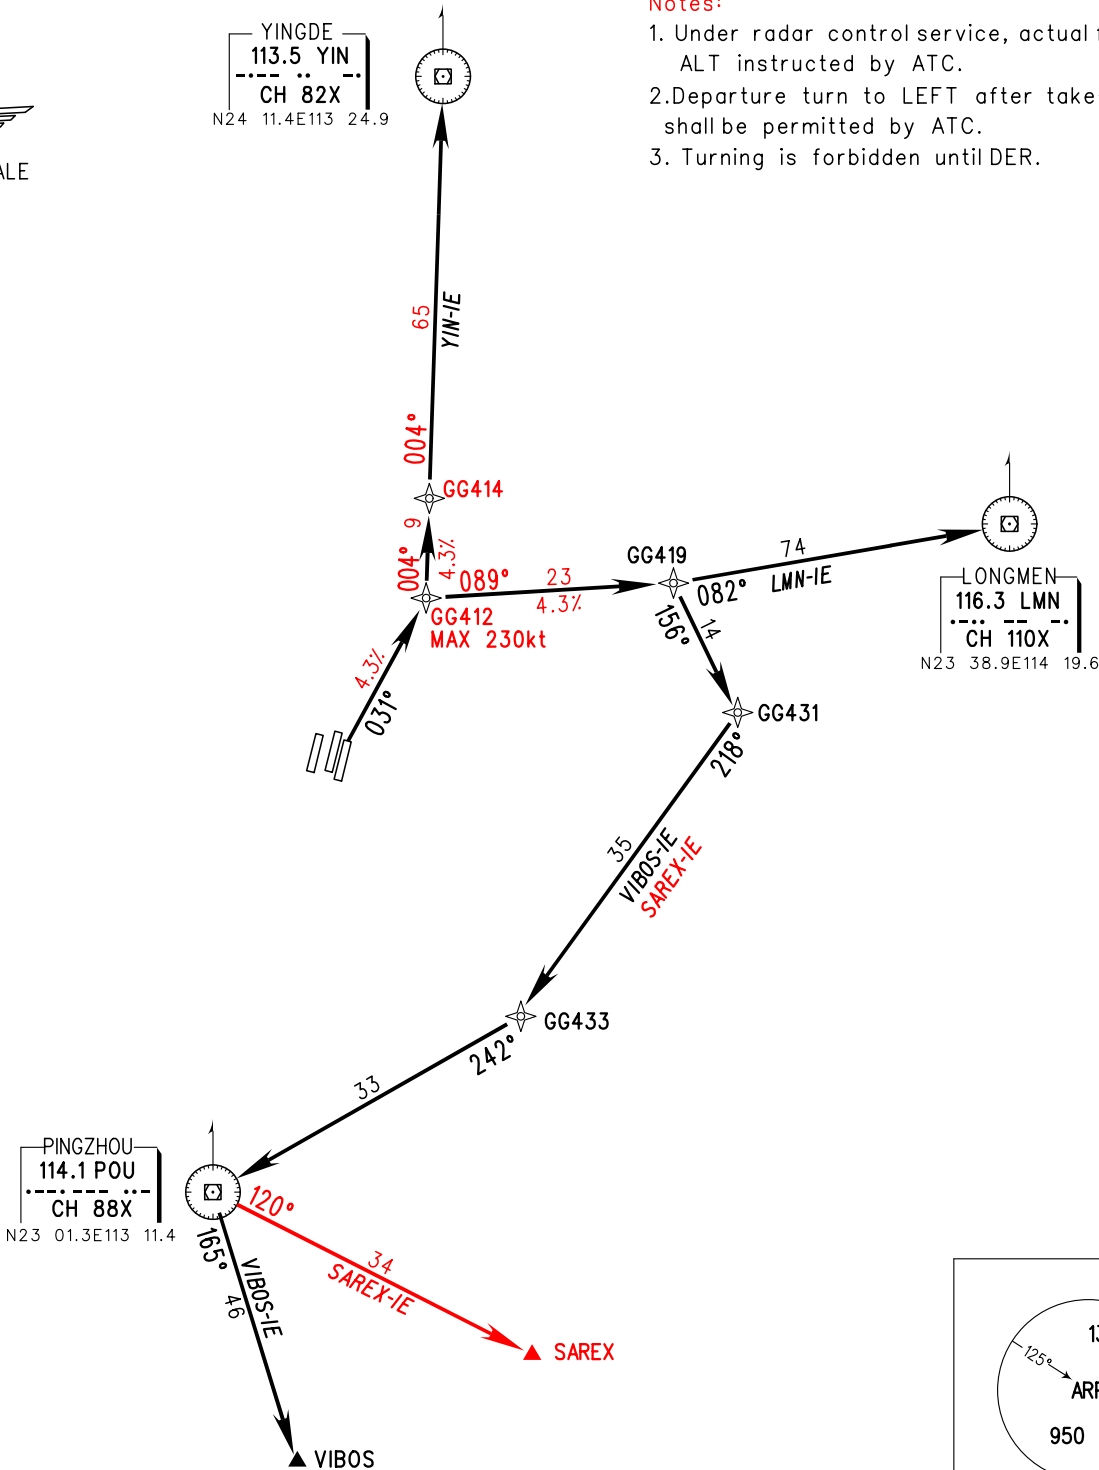 Notes:
1. Under radar control service, actual
ALT instructed by ATC.
2.Departure turn to LEFT after take
shall be permitted by ATC.
3. Turning is forbidden until DER.
YINGDE
113.5 YIN
CH 82X
N24 11.4E113 24.9
65
YIN-IE
004°
GG414
9
004°
4.3%
GG412
MAX 230kt
089°
23
4.3%
GG419
74
082°
LMN-IE
LONGMEN
116.3 LMN
CH 110X
N23 38.9E114 19.6
156°
14
4.3%
031°
GG431
218°
35
VIBOS-IE
SAREX-IE
GG433
242°
33
PINGZHOU
114.1 POU
CH 88X
N23 01.3E113 11.4
120°
34
SAREX-IE
SAREX
165°
46
VIBOS-IE
VIBOS
125°
950